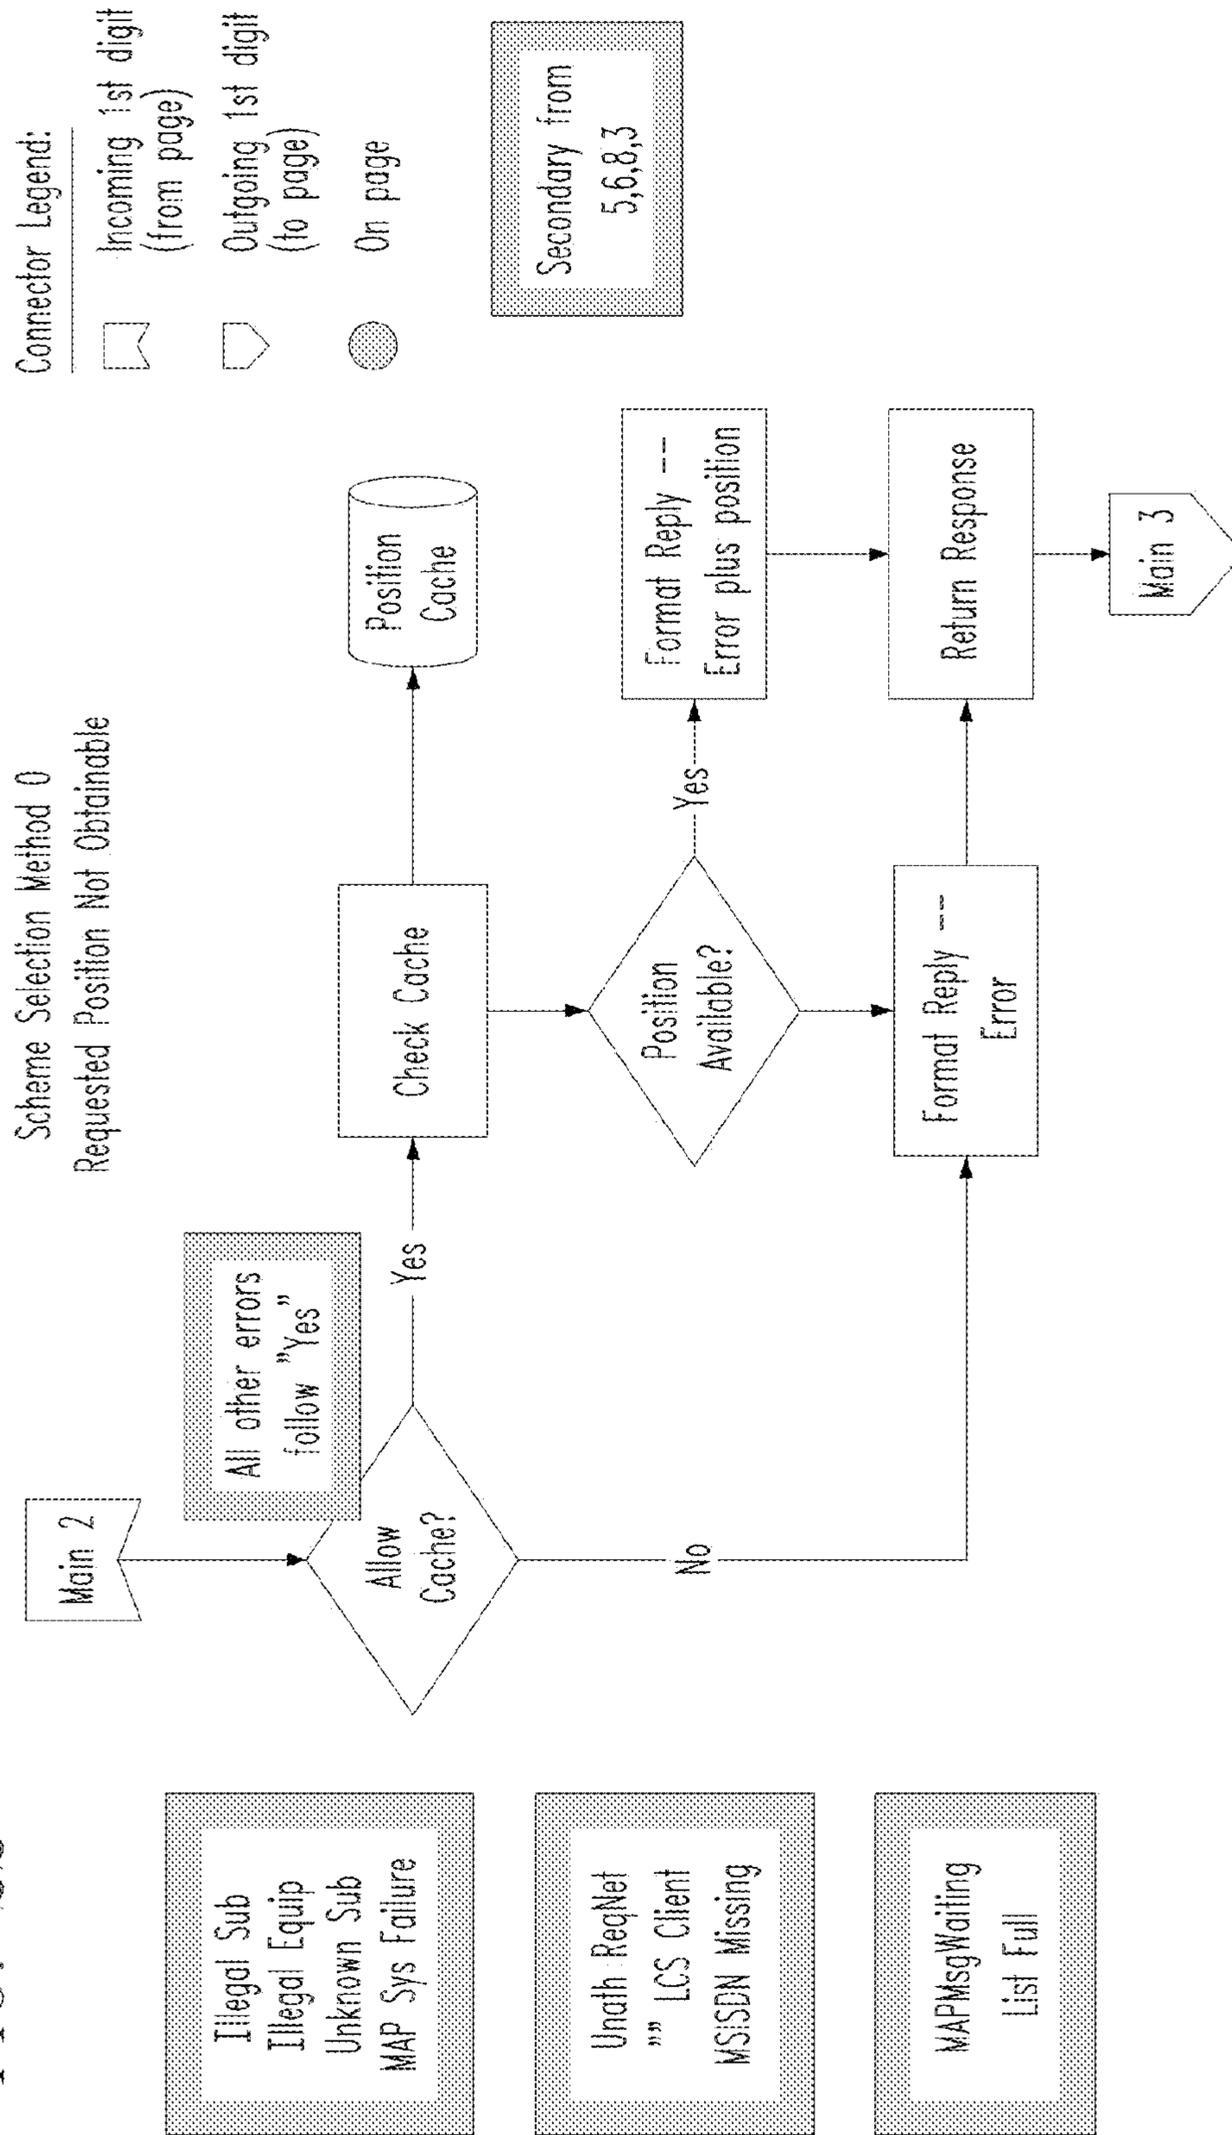 Scheme Selection Method 0
Requested Position Not Obtainable
Connector Legend:
Incoming 1st digit
(from page)
Outgoing 1st digit
(to page)
On page
Secondary from
5,6,8,3
Main 2
All other errors
follow "Yes"
Allow
Cache?
Yes
Check Cache
Position
Cache
No
Position
Available?
Yes
Format Reply --
Error plus position
Format Reply --
Error
Return Response
Main 3
Illegal Sub
Illegal Equip
Unknown Sub
MAP Sys Failure
Unath ReqNet
"" LCS Client
MSISDN Missing
MAPMsgWaiting
List Full